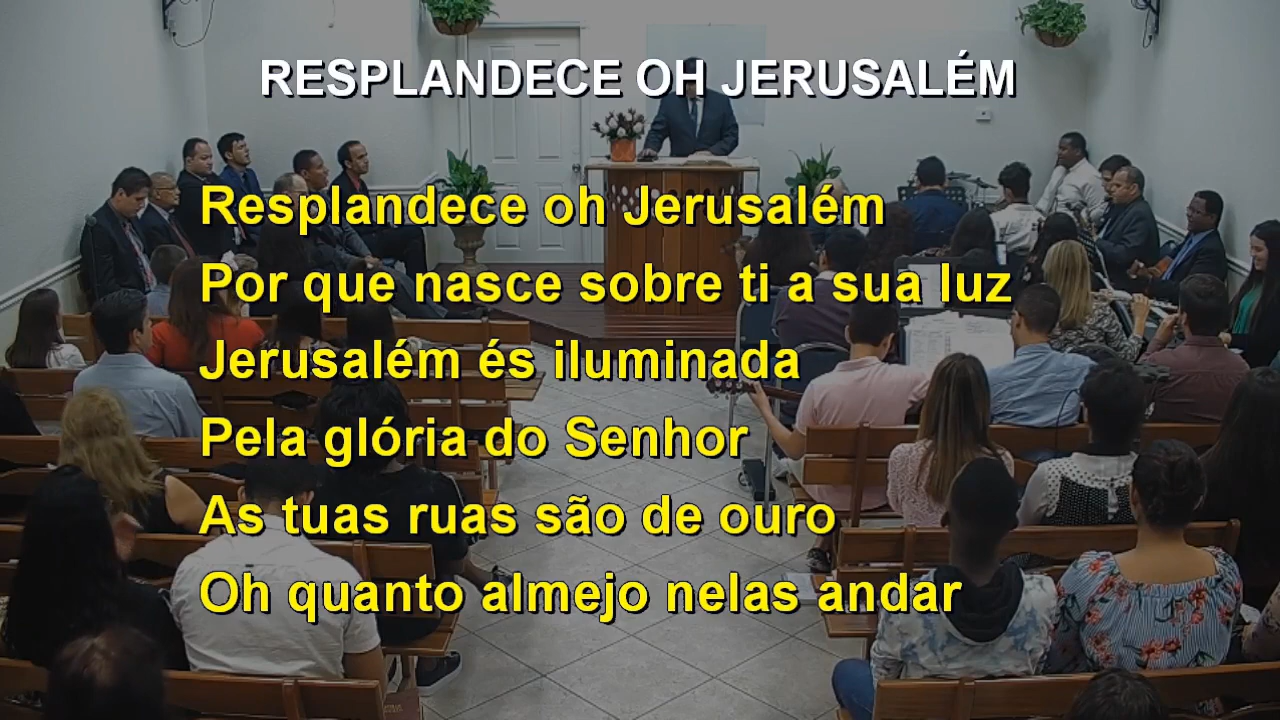 RESPLANDECE OH JERUSALÉM
Resplandece oh Jerusalém
Por que nasce sobre ti a sua luz
Jerusalém és iluminada
Pela glória do Senhor
As tuas ruas são de ouro
Oh quanto almejo nelas andar